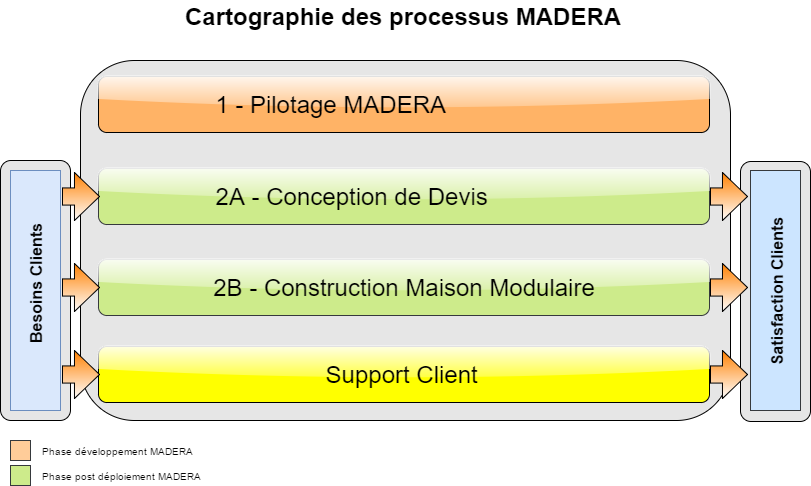 Cartographie des processus MADERA
1 - Pilotage MADERA
2A - Conception de Devis
2B - Construction Maison Modulaire
Support Client
Besoins Clients
Satisfaction Clients
Phase développement MADERA
Phase post déploiement MADERA